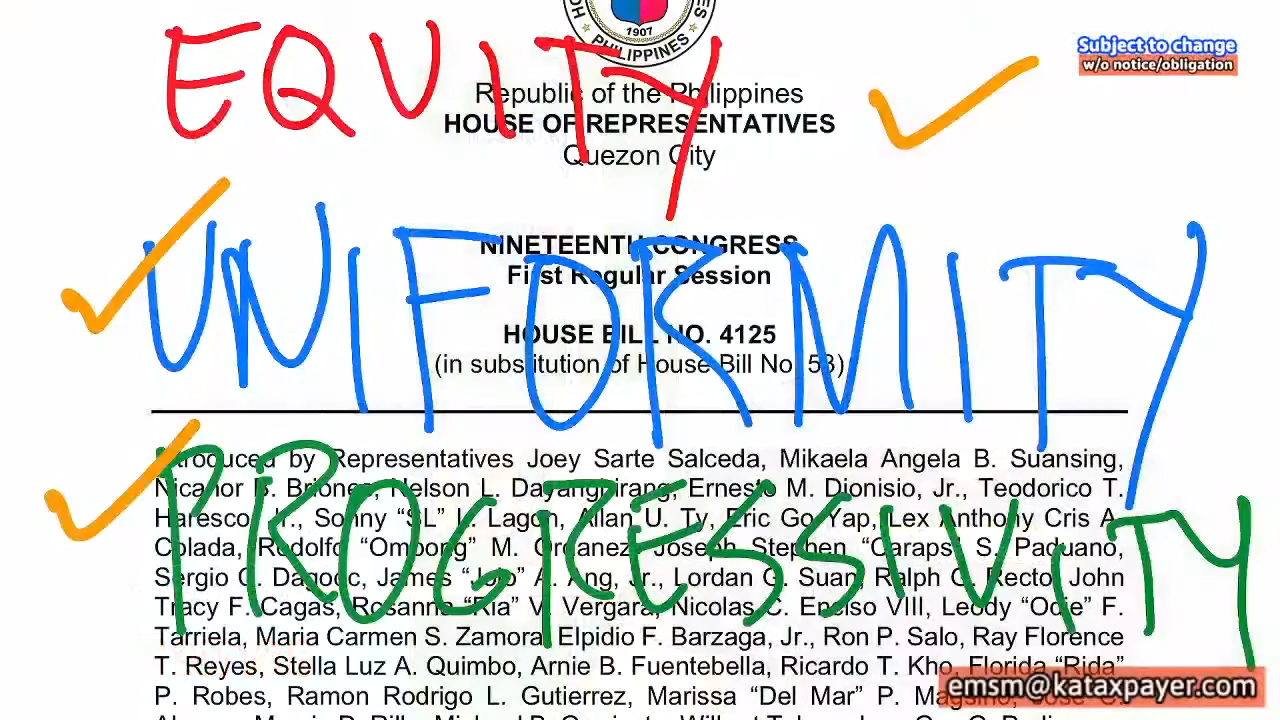 1907
PHILIPPINES
EQUITY
Subject to change
w/o notice/obligation
Republic of the Philippines
HOUSE OF REPRESENTATIVES
Quezon City
UNIFORMITY
NINETEENTH CONGRESS
First Regular Session
HOUSE BILL NO. 4125
(in substitution of House Bill No. 53)
PROGRESSIVITY
Introduced by Representatives Joey Sarte Salceda, Mikaela Angela B. Suansing,
Nicanor B. Briones, Nelson L. Dayanghirang, Ernesto M. Dionisio, Jr., Teodorico T.
Haresco, Jr., Sonny “SL” L. Lagon, Allan U. Ty, Eric Go Yap, Lex Anthony Cris A.
Colada, Rodolfo “Ompong” M. Ordanez, Joseph Stephen “Caraps” S. Paduano,
Sergio C. Dagooc, James “Jojo” A. Ang, Jr., Lordan G. Suan, Ralph G. Recto, John
Tracy F. Cagas, Rosanna “Ria” V. Vergara, Nicolas C. Enciso VIII, Leody “Odie” F.
Tarriela, Maria Carmen S. Zamora, Elpidio F. Barzaga, Jr., Ron P. Salo, Ray Florence
T. Reyes, Stella Luz A. Quimbo, Arnie B. Fuentebella, Ricardo T. Kho, Florida “Rida”
P. Robes, Ramon Rodrigo L. Gutierrez, Marissa “Del Mar” P.
emsm@kataxpayer.com